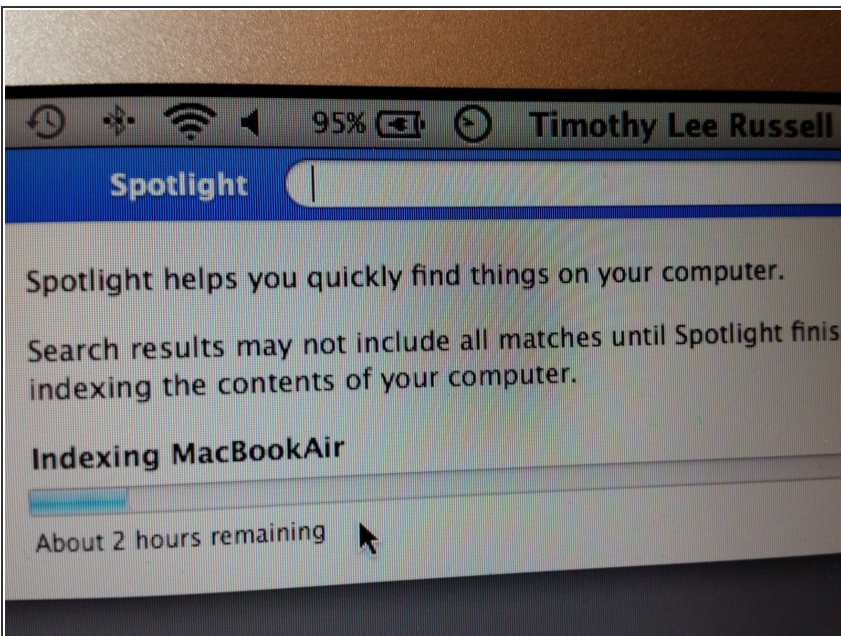 95% Timothy Lee Russell
Spotlight
Spotlight helps you quickly find things on your computer.
Search results may not include all matches until Spotlight finis
indexing the contents of your computer.
Indexing MacBookAir
About 2 hours remaining